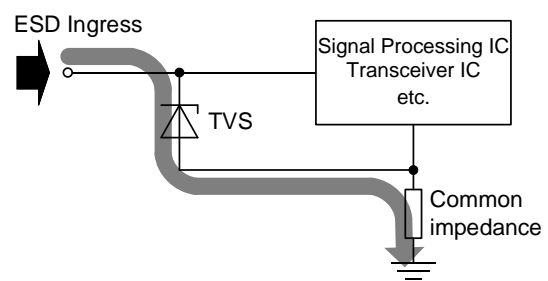 ESD Ingress
Signal Processing IC
Transceiver IC
etc.
TVS
Common
impedance